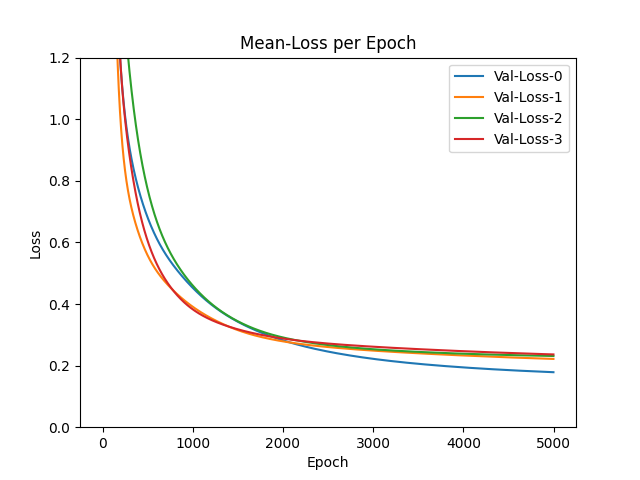 Mean-Loss per Epoch
1.2
1.0
0.8
0.6
0.4
0.2
0.0
Loss
Val-Loss-0
Val-Loss-1
Val-Loss-2
Val-Loss-3
0 1000 2000 3000 4000 5000
Epoch